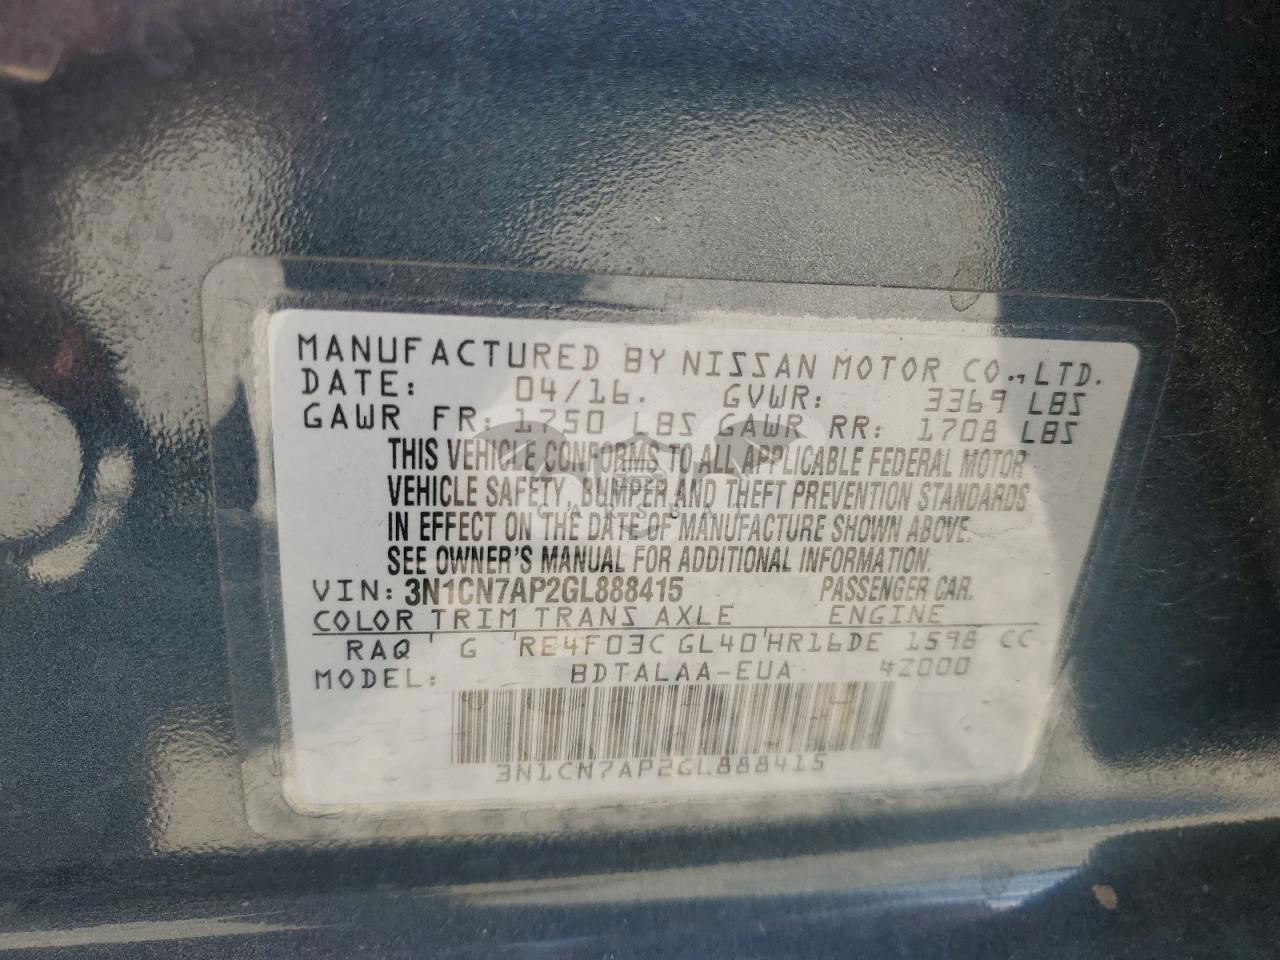 MANUFACTURED BY NISSAN MOTOR CO., LTD.
DATE: 04/16. GVWR: 3369 LBS
GAWR FR: 1750 LBS GAWR RR: 1708 LBS
THIS VEHICLE CONFORMS TO ALL APPLICABLE FEDERAL MOTOR
VEHICLE SAFETY, BUMPER AND THEFT PREVENTION STANDARDS
IN EFFECT ON THE DATE OF MANUFACTURE SHOWN ABOVE.
SEE OWNER'S MANUAL FOR ADDITIONAL INFORMATION.
VIN: 3N1CN7AP2GL888415 PASSENGER CAR.
COLOR TRIM TRANS AXLE ENGINE
RAQ ' G 'RE4F03C GL40'HR16DE 1598 CC
MODEL: BDTALAA-EUA 4Z000
3N1CN7AP2GL888415